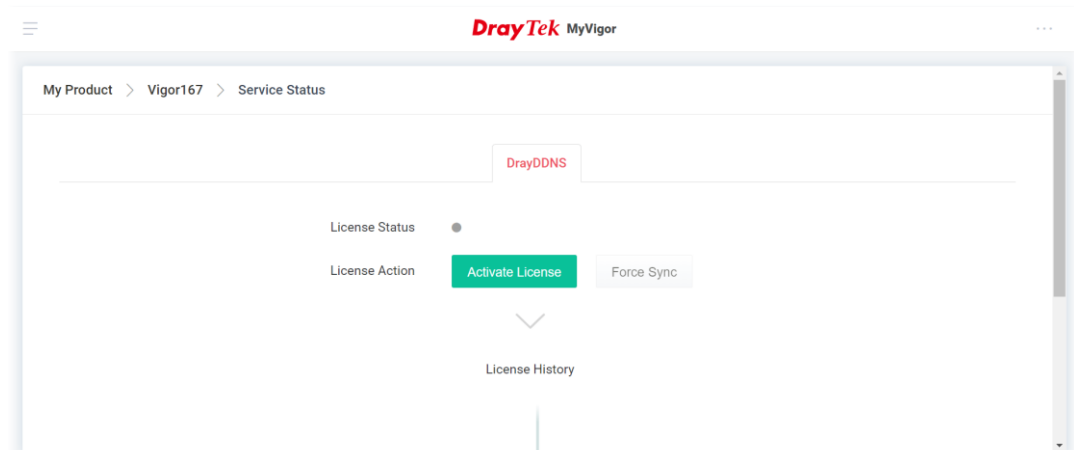 DrayTek MyVigor
My Product > Vigor167 > Service Status
DrayDDNS
License Status
License Action Activate License Force Sync
License History